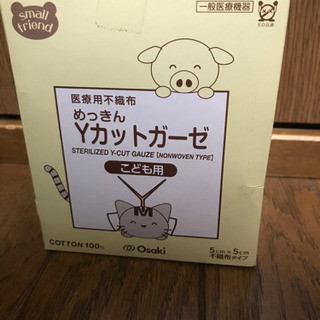 small
friend
一般医療機器
医療用不織布
めっきん
Yカットガーゼ
STERILIZED Y-CUT GAUZE [NONWOVEN TYPE]
こども用
COTTON 100%
Osaki
5cm×5cm
不織布タイプ